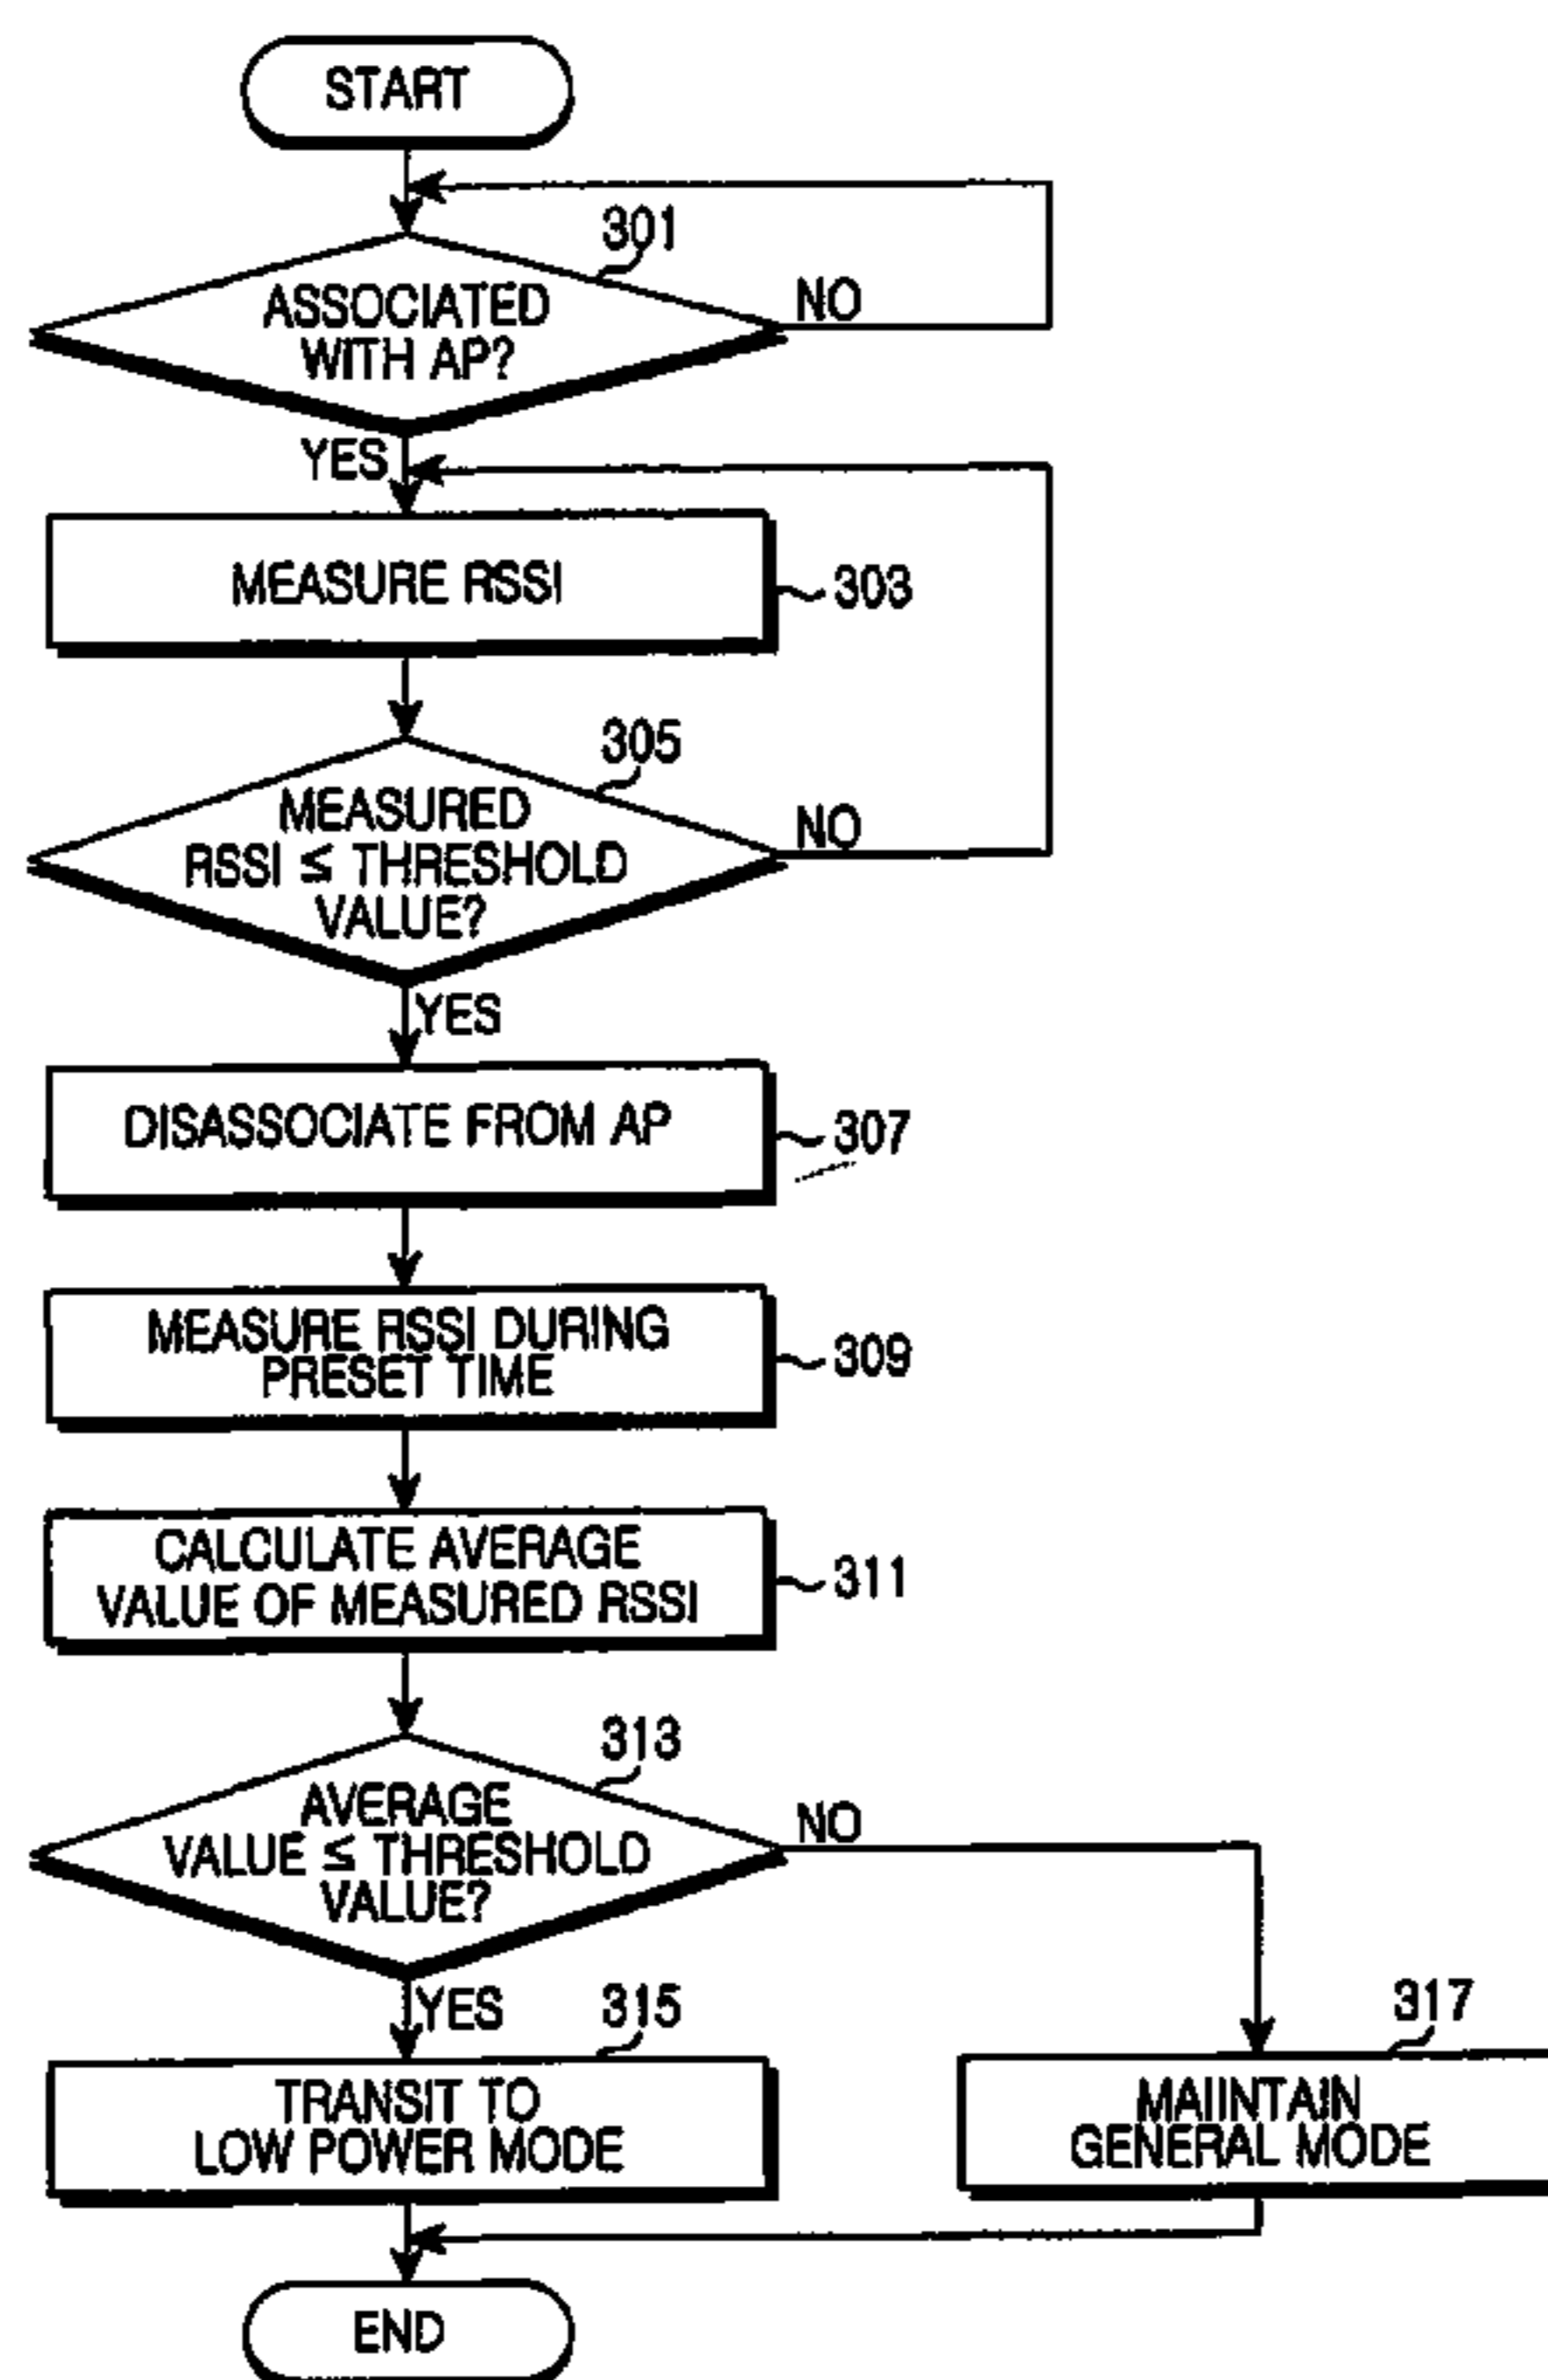 START
301
ASSOCIATED
WITH AP?
NO
YES
MEASURE RSSI
303
305
MEASURED
RSSI ≤ THRESHOLD
VALUE?
NO
YES
DISASSOCIATE FROM AP
307
MEASURE RSSI DURING
PRESET TIME
309
CALCULATE AVERAGE
VALUE OF MEASURED RSSI
311
313
AVERAGE
VALUE ≤ THRESHOLD
VALUE?
NO
YES
315
TRANSIT TO
LOW POWER MODE
317
MAIINTAIN
GENERAL MODE
END